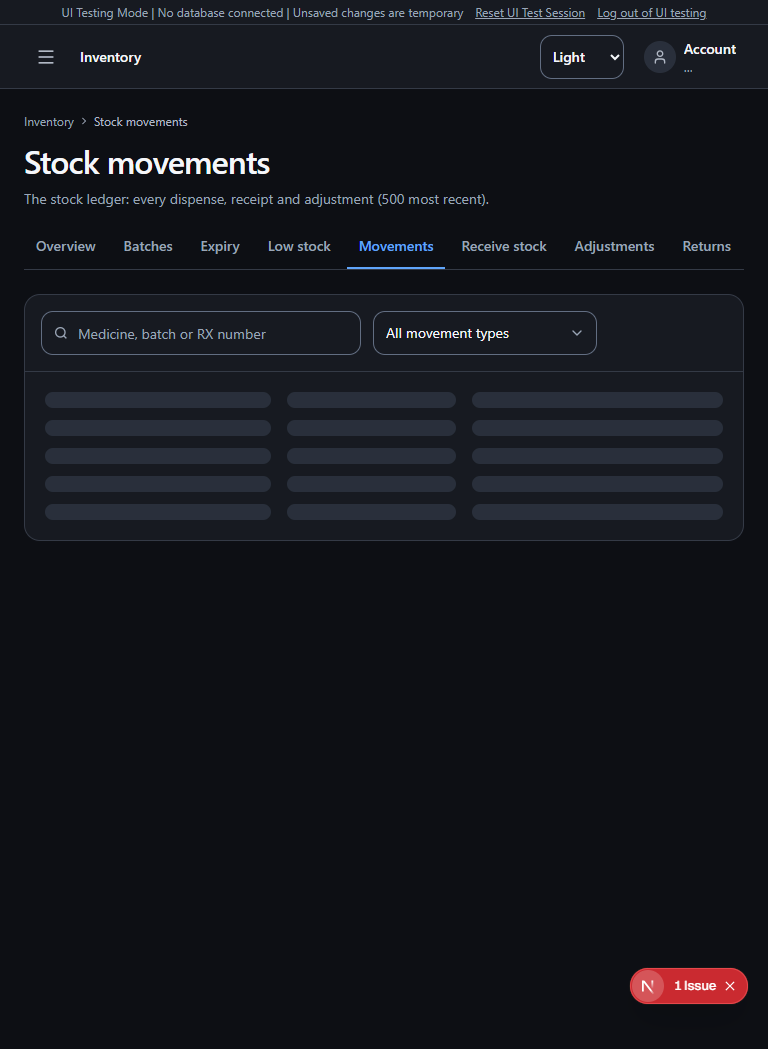 UI Testing Mode | No database connected | Unsaved changes are temporary Reset UI Test Session Log out of UI testing
Inventory Light Account
...
Inventory > Stock movements
Stock movements
The stock ledger: every dispense, receipt and adjustment (500 most recent).
Overview Batches Expiry Low stock Movements Receive stock Adjustments Returns
Medicine, batch or RX number All movement types
N 1 Issue